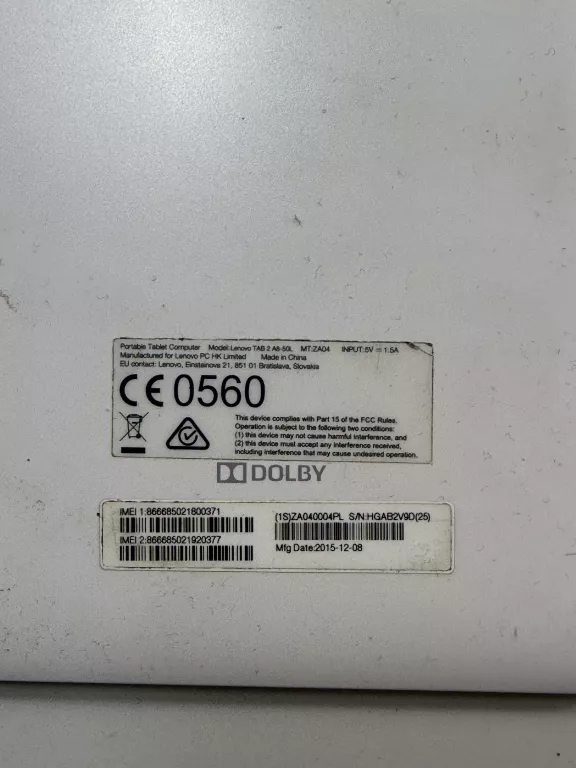 Portable Tablet Computer Model:Lenovo TAB 2 A8-50L MT:ZA04 INPUT:5V ⎓ 1.5A
Manufactured for Lenovo PC HK Limited Made in China
EU contact: Lenovo, Einsteinova 21, 851 01 Bratislava, Slovakia
CE 0560
This device complies with Part 15 of the FCC Rules.
Operation is subject to the following two conditions:
(1) this device may not cause harmful interference, and
(2) this device must accept any interference received,
including interference that may cause undesired operation.
DOLBY
IMEI 1:866685021800371
IMEI 2:866685021920377
(1S)ZA040004PL S/N:HGAB2V9D(25)
Mfg Date:2015-12-08